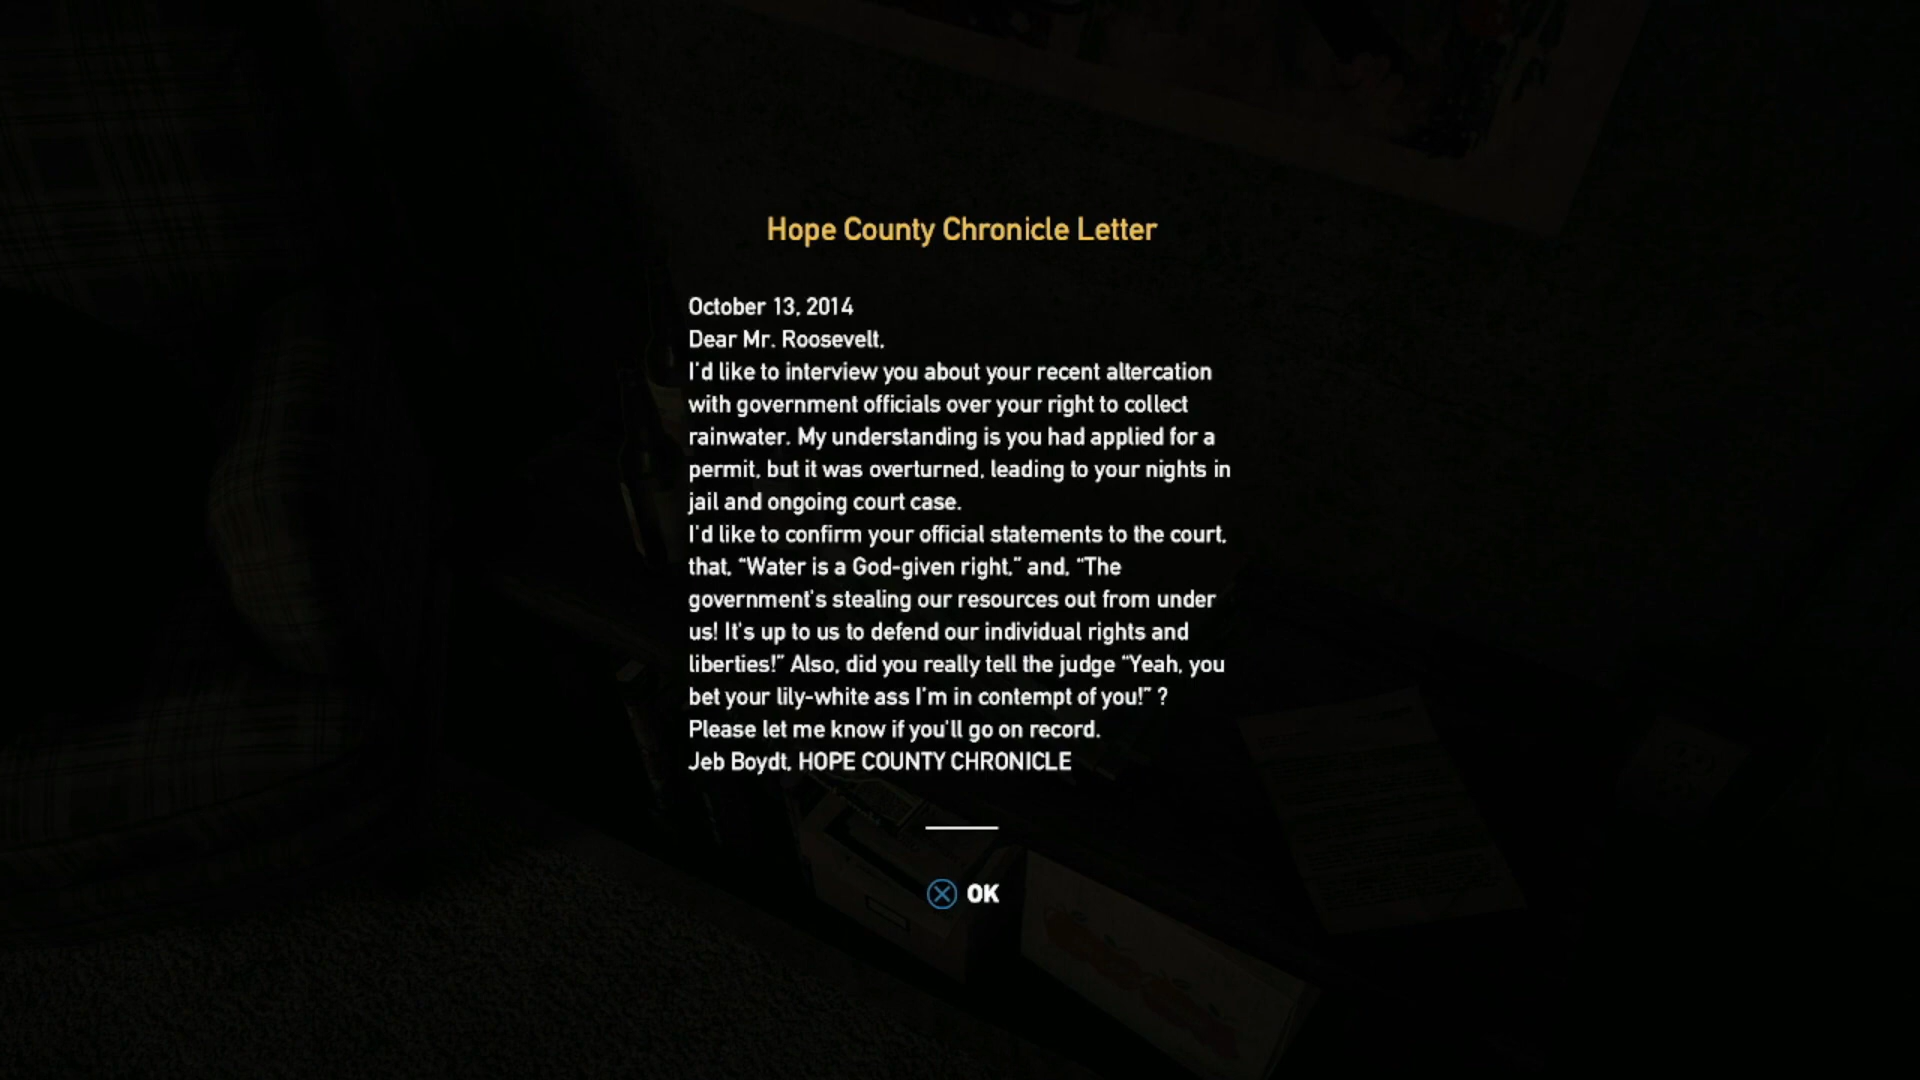 Hope County Chronicle Letter
October 13, 2014
Dear Mr. Roosevelt,
I'd like to interview you about your recent altercation
with government officials over your right to collect
rainwater. My understanding is you had applied for a
permit, but it was overturned, leading to your nights in
jail and ongoing court case.
I'd like to confirm your official statements to the court,
that, “Water is a God-given right,” and, “The
government's stealing our resources out from under
us! It's up to us to defend our individual rights and
liberties!” Also, did you really tell the judge “Yeah, you
bet your lily-white ass I'm in contempt of you!” ?
Please let me know if you'll go on record.
Jeb Boydt, HOPE COUNTY CHRONICLE
OK